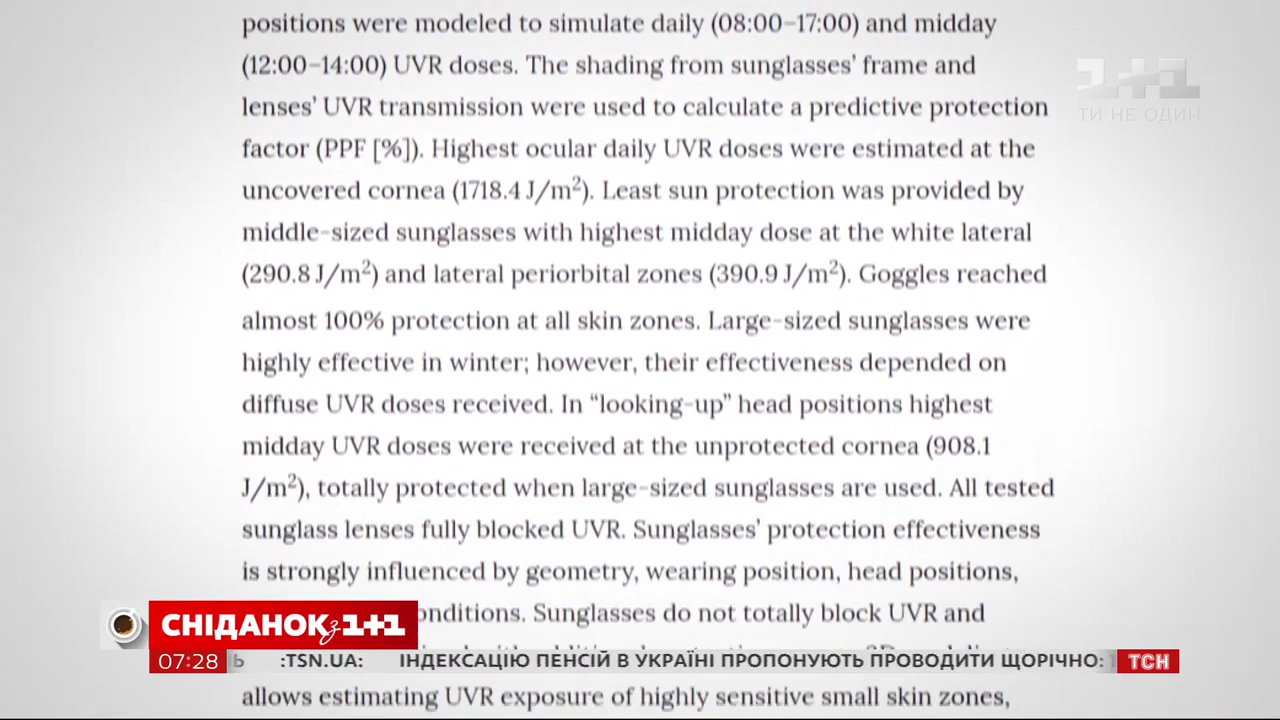 positions were modeled to simulate daily (08:00–17:00) and midday
(12:00–14:00) UVR doses. The shading from sunglasses’ frame and
lenses’ UVR transmission were used to calculate a predictive protection
factor (PPF [%]). Highest ocular daily UVR doses were estimated at the
uncovered cornea (1718.4 J/m²). Least sun protection was provided by
middle-sized sunglasses with highest midday dose at the white lateral
(290.8 J/m²) and lateral periorbital zones (390.9 J/m²). Goggles reached
almost 100% protection at all skin zones. Large-sized sunglasses were
highly effective in winter; however, their effectiveness depended on
diffuse UVR doses received. In “looking-up” head positions highest
midday UVR doses were received at the unprotected cornea (908.1
J/m²), totally protected when large-sized sunglasses are used. All tested
sunglass lenses fully blocked UVR. Sunglasses’ protection effectiveness
is strongly influenced by geometry, wearing position, head positions,
onditions. Sunglasses do not totally block UVR and
allows estimating UVR exposure of highly sensitive small skin zones,
1+1
ТИ НЕ ОДИН
СНІДАНОК з 1+1
07:28
Ь :TSN.UA: ІНДЕКСАЦІЮ ПЕНСІЙ В УКРАЇНІ ПРОПОНУЮТЬ ПРОВОДИТИ ЩОРІЧНО:
ТСН